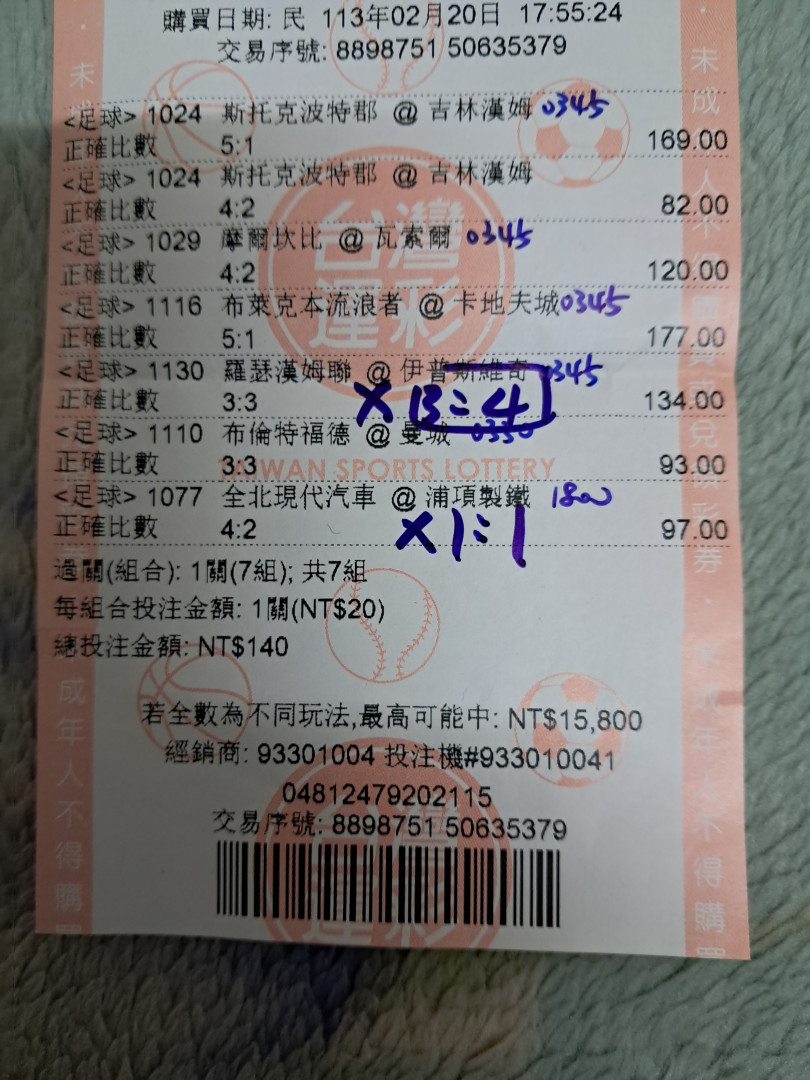 購買日期: 民 113年02月20日 17:55:24
交易序號: 8898751 50635379
<足球> 1024 斯托克波特郡 @ 吉林漢姆 0345
正確比數 5:1 169.00
<足球> 1024 斯托克波特郡 @ 吉林漢姆
正確比數 4:2 82.00
<足球> 1029 摩爾坎比 @ 瓦索爾 0345
正確比數 4:2 120.00
<足球> 1116 布萊克本流浪者 @ 卡地夫城 0345
正確比數 5:1 177.00
<足球> 1130 羅瑟漢姆聯 @ 伊普斯維奇 0345
正確比數 3:3 X 13:4 134.00
<足球> 1110 布倫特福德 @ 曼城 0330
正確比數 3:3 93.00
<足球> 1077 全北現代汽車 @ 浦項製鐵 1800
正確比數 4:2 X 1:1 97.00
過關(組合): 1關(7組); 共7組
每組合投注金額: 1關(NT$20)
總投注金額: NT$140
若全數為不同玩法,最高可能中: NT$15,800
經銷商: 93301004 投注機#933010041
04812479202115
交易序號: 8898751 50635379
台灣
運彩
TAIWAN SPORTS LOTTERY
未成
成年人不得購
成年人不得購